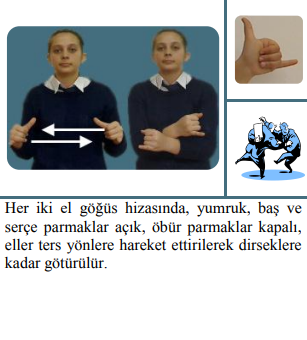 Her iki el göğüs hizasında, yumruk, baş ve
serçe parmaklar açık, öbür parmaklar kapalı,
eller ters yönlere hareket ettirilerek dirseklere
kadar götürülür.